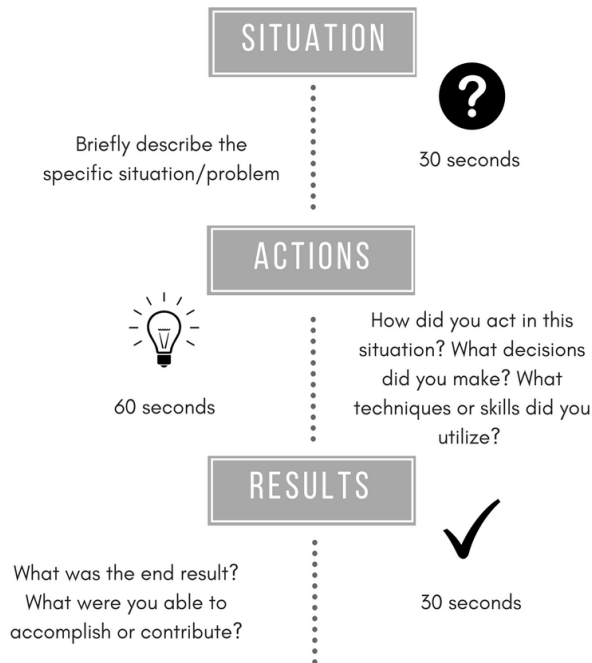 SITUATION
?
Briefly describe the
specific situation/problem
30 seconds
ACTIONS
60 seconds
How did you act in this
situation? What decisions
did you make? What
techniques or skills did you
utilize?
RESULTS
What was the end result?
What were you able to
accomplish or contribute?
30 seconds